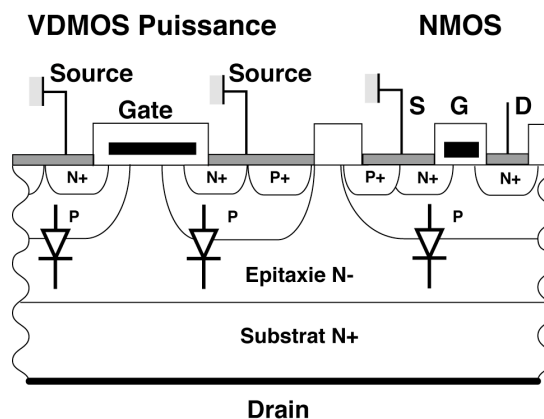 VDMOS Puissance NMOS
Source Source
Gate S G D
N+ N+ P+ P+ N+ N+
P P P
Epitaxie N-
Substrat N+
Drain